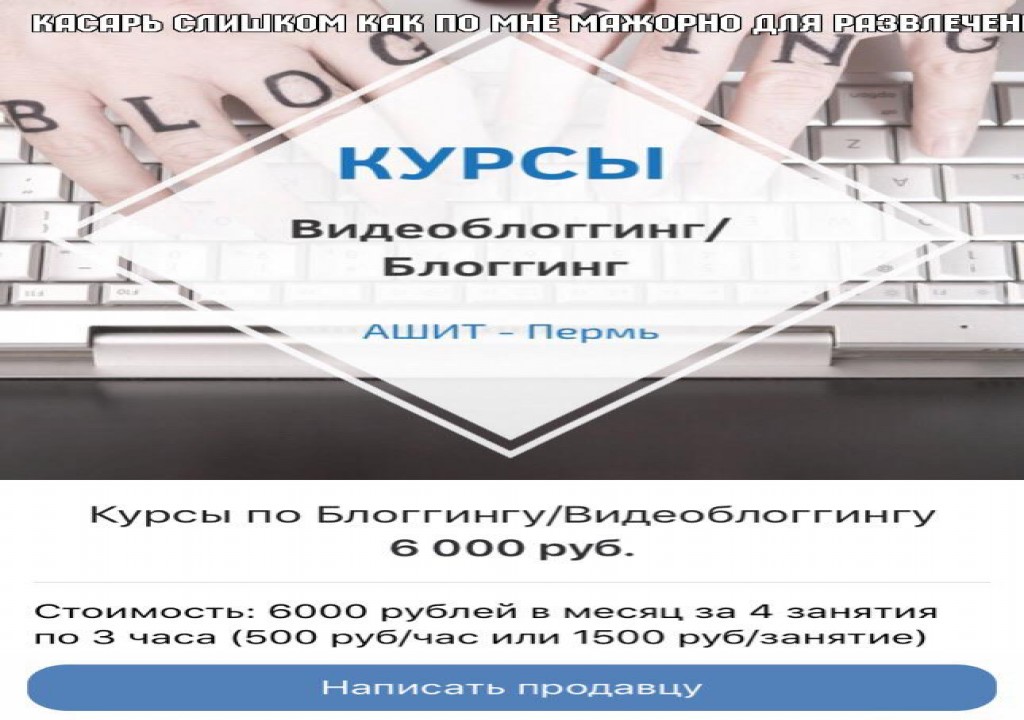 КАСАРЬ СЛИШКОМ КАК ПО МНЕ МАЖОРНО ДЛЯ РАЗВЛЕЧЕН
BLOGGING
КУРСЫ
Видеоблоггинг/
Блоггинг
АШИТ - Пермь
Курсы по Блоггингу/Видеоблоггингу
6 000 руб.
Стоимость: 6000 рублей в месяц за 4 занятия
по 3 часа (500 руб/час или 1500 руб/занятие)
Написать продавцу